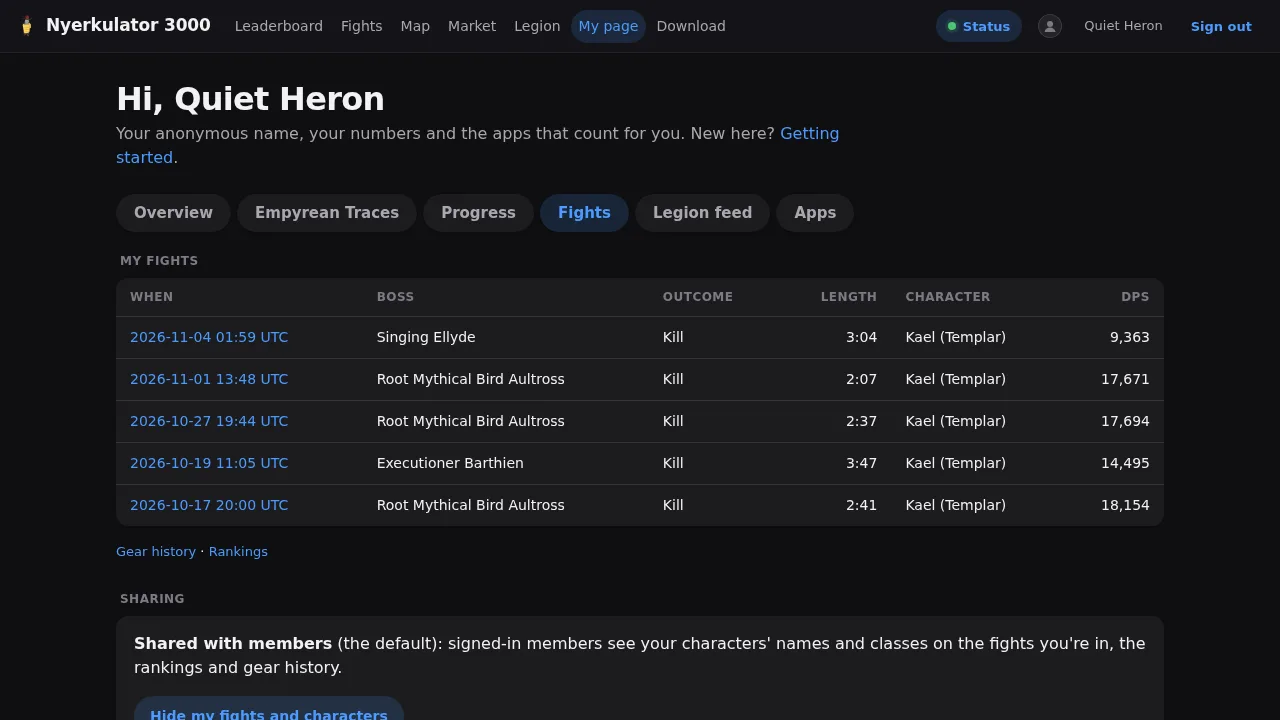 Nyerkulator 3000 Leaderboard Fights Map Market Legion My page Download Status Quiet Heron Sign out
Hi, Quiet Heron
Your anonymous name, your numbers and the apps that count for you. New here? Getting
started.
Overview Empyrean Traces Progress Fights Legion feed Apps
MY FIGHTS
WHEN BOSS OUTCOME LENGTH CHARACTER DPS
2026-11-04 01:59 UTC Singing Ellyde Kill 3:04 Kael (Templar) 9,363
2026-11-01 13:48 UTC Root Mythical Bird Aultross Kill 2:07 Kael (Templar) 17,671
2026-10-27 19:44 UTC Root Mythical Bird Aultross Kill 2:37 Kael (Templar) 17,694
2026-10-19 11:05 UTC Executioner Barthien Kill 3:47 Kael (Templar) 14,495
2026-10-17 20:00 UTC Root Mythical Bird Aultross Kill 2:41 Kael (Templar) 18,154
Gear history · Rankings
SHARING
Shared with members (the default): signed-in members see your characters' names and classes on the fights you're in, the
rankings and gear history.
Hide my fights and characters